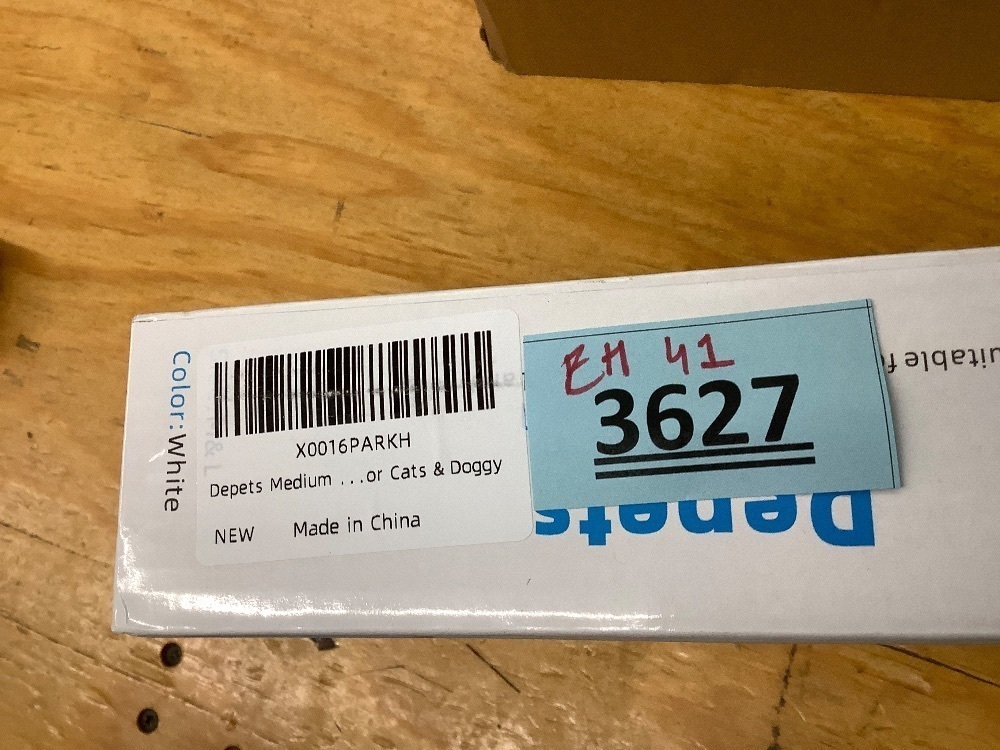 Color:White
X0016PARKH
Depets Medium ...or Cats & Doggy
NEW Made in China
EH 41
3627
Depets
uitable f